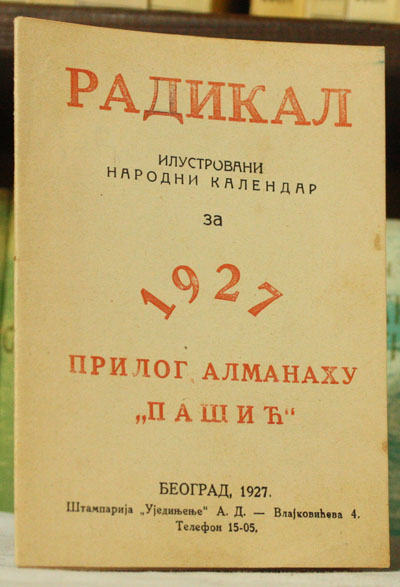 РАДИКАЛ
ИЛУСТРОВАНИ
НАРОДНИ КАЛЕНДАР
за
1927
ПРИЛОГ АЛМАНАХУ
„ПАШИЋ“
БЕОГРАД, 1927.
Штампарија „Уједињење“ А. Д. — Влајковићева 4.
Телефон 15-05.